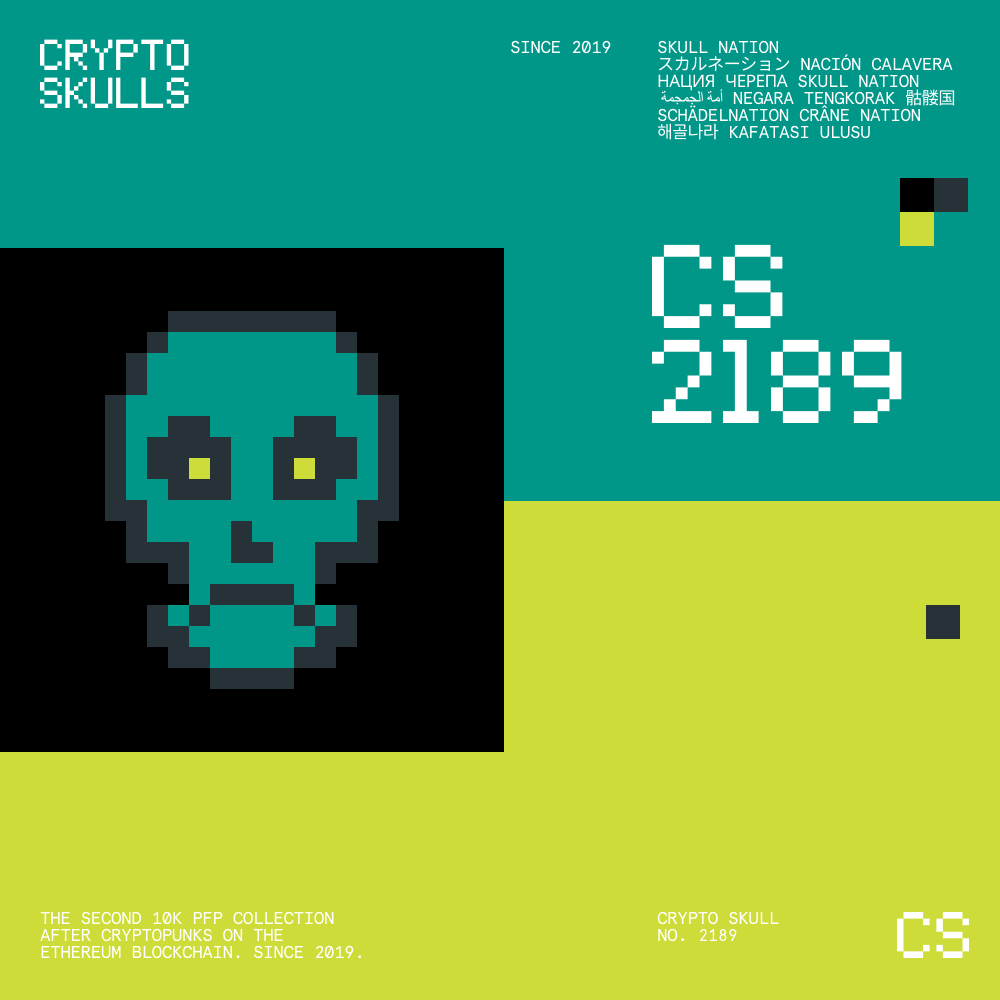 CRYPTO
SKULLS
SINCE 2019
SKULL NATION
スカルネーション NACIÓN CALAVERA
НАЦИЯ ЧЕРЕПА SKULL NATION
أمة الجمجمة NEGARA TENGKORAK 骷髅国
SCHÄDELNATION CRÂNE NATION
해골나라 KAFATASI ULUSU
CS
2189
THE SECOND 10K PFP COLLECTION
AFTER CRYPTOPUNKS ON THE
ETHEREUM BLOCKCHAIN. SINCE 2019.
CRYPTO SKULL
NO. 2189
CS